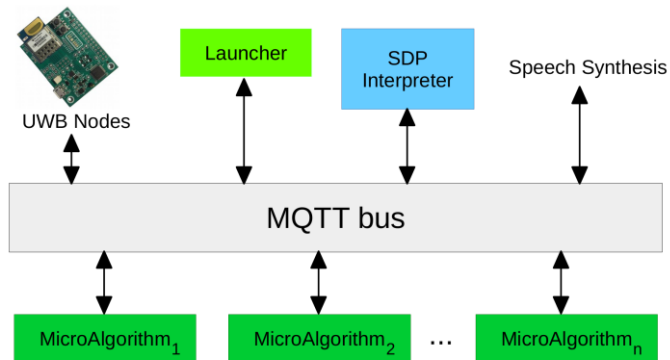 Launcher
SDP
Interpreter
Speech Synthesis
UWB Nodes
MQTT bus
MicroAlgorithm₁
MicroAlgorithm₂
...
MicroAlgorithmₙ